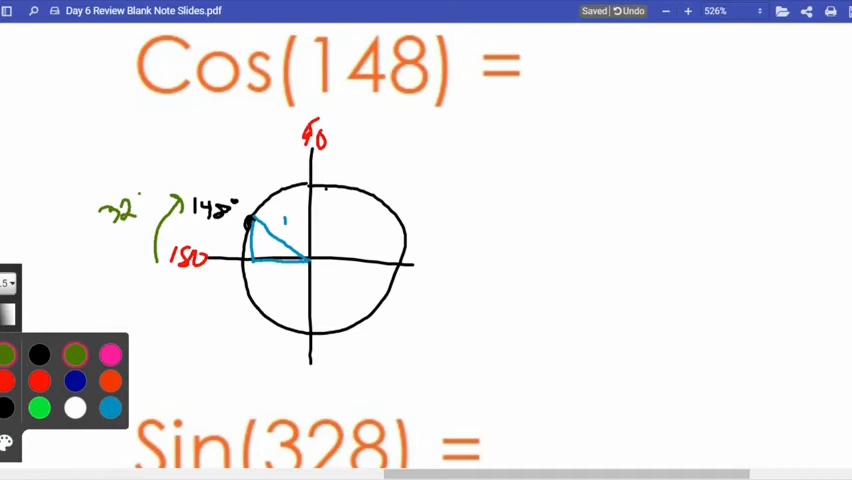 Day 6 Review Blank Note Slides.pdf
Saved Undo
526%
Cos(148) =
90
32°
148°
1
180
.5
Sin(328) =